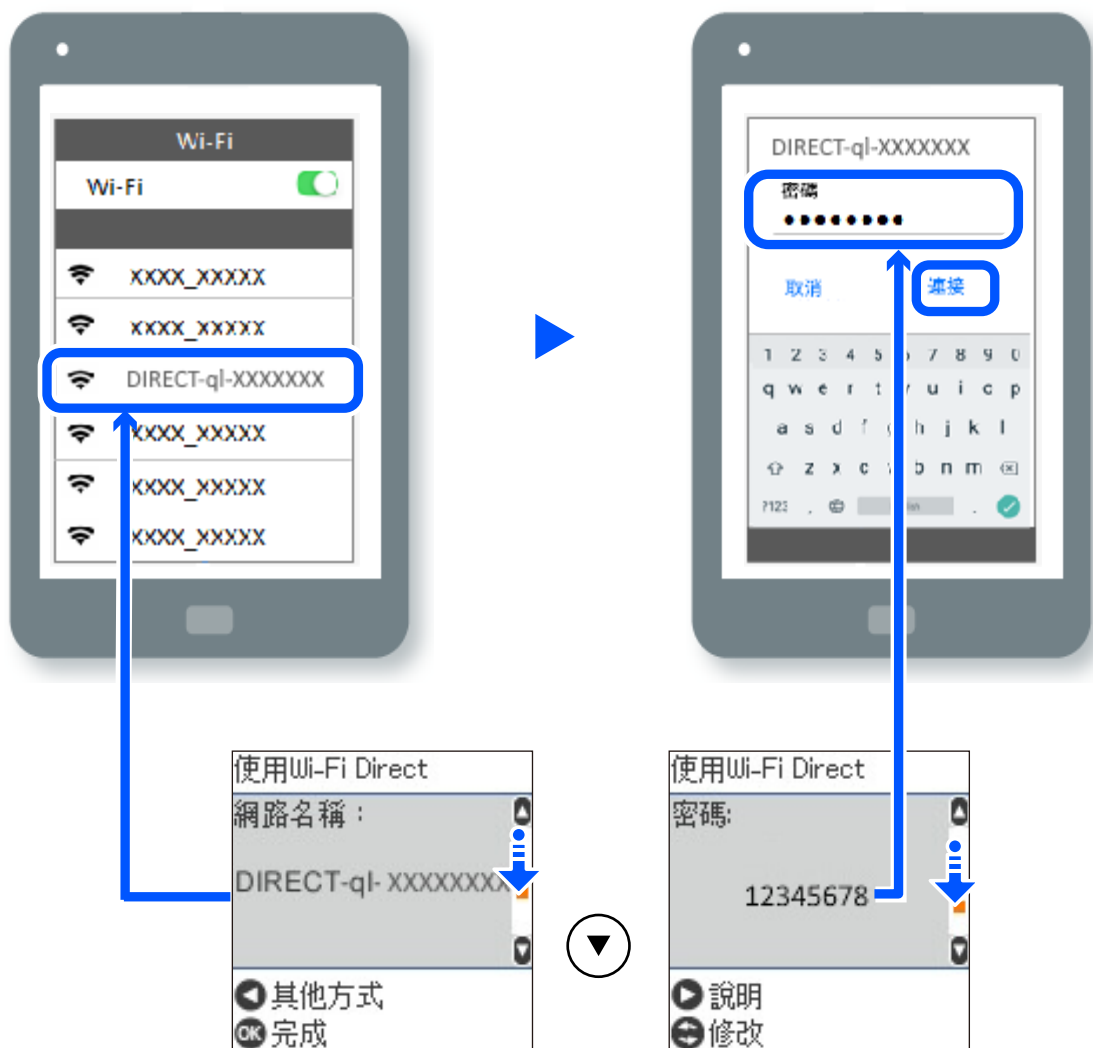 Wi-Fi
Wi-Fi
XXXX_XXXXX
XXXX_XXXXX
DIRECT-ql-XXXXXXX
XXXX_XXXXX
XXXX_XXXXX
XXXX_XXXXX
DIRECT-ql-XXXXXXX
密碼
••••••••
取消 連接
1 2 3 4 5 7 8 9 0
q w e r t u i o p
a s d f h j k l
z x c b n m
?123 , .
使用Wi-Fi Direct
網路名稱：
DIRECT-ql- XXXXXXXX
其他方式
OK 完成
使用Wi-Fi Direct
密碼:
12345678
說明
修改